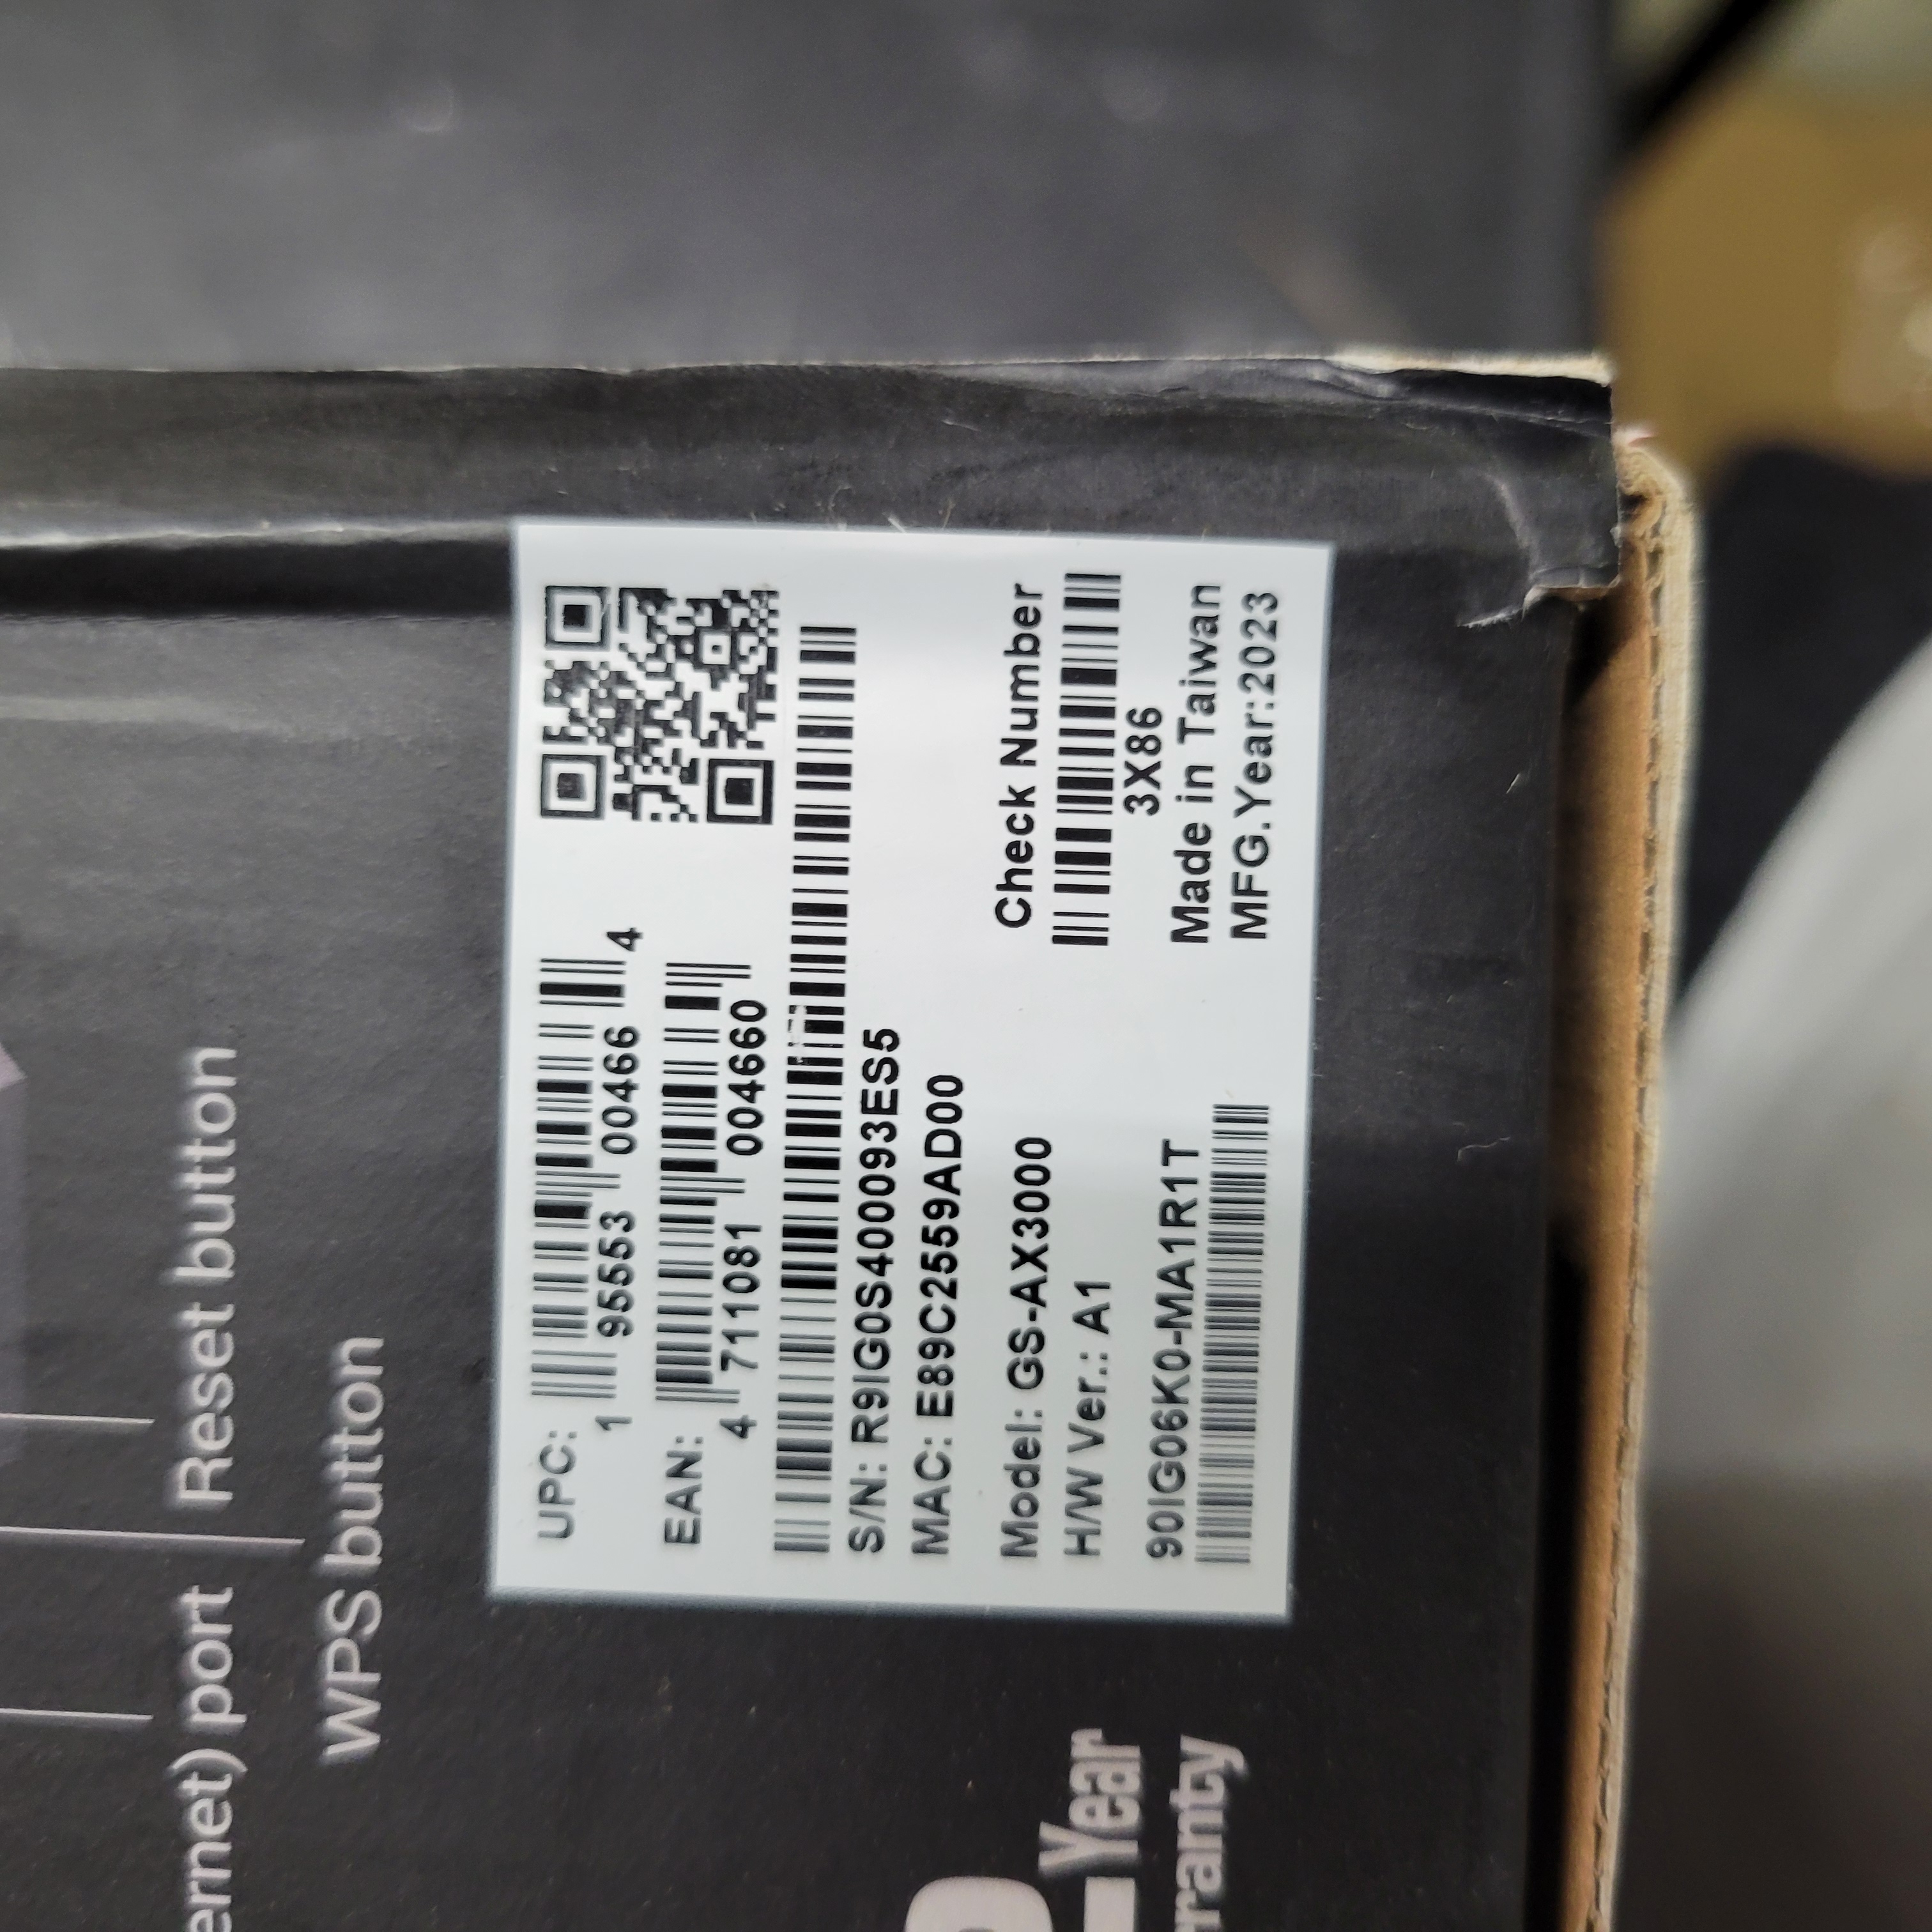 ernet) port
Reset button
WPS button
UPC:
1 95553 00466 4
EAN:
4 711081 004660
S/N: R9IG0S400093ES5
MAC: E89C2559AD00
Model: GS-AX3000
H/W Ver.: A1
90IG06K0-MA1R1T
Check Number
3X86
Made in Taiwan
MFG.Year:2023
Year
rranty